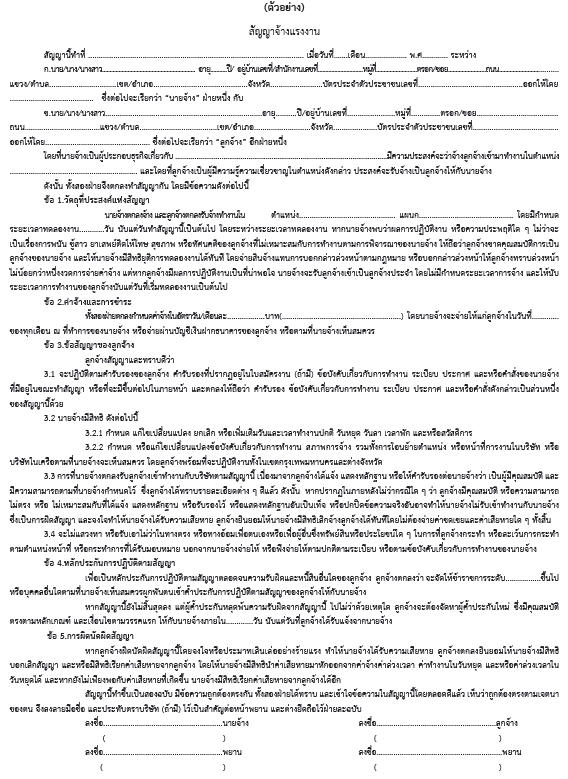 (ตัวอย่าง)
สัญญาจ้างแรงงาน
สัญญานี้ทำที่ ........................................ เมื่อวันที่.......เดือน.................... พ.ศ............. ระหว่าง
ก.นาย/นาง/นางสาว........................................ อายุ.........ปี/ อยู่บ้านเลขที่/สำนักงานเลขที่....................หมู่ที่....................ตรอก/ซอย....................ถนน..............................
แขวง/ตำบล..............................เขต/อำเภอ........................................จังหวัด....................บัตรประจำตัวประชาชนเลขที่........................................ออกให้โดย
........................................ ซึ่งต่อไปจะเรียกว่า "นายจ้าง" ฝ่ายหนึ่ง กับ
ข.นาย/นาง/นางสาว........................................อายุ..........ปี/อยู่บ้านเลขที่....................หมู่ที่...............ตรอก/ซอย........................................
ถนน..............................แขวง/ตำบล..............................เขต/อำเภอ....................จังหวัด....................บัตรประจำตัวประชาชนเลขที่........................................
ออกให้โดย........................................ ซึ่งต่อไปจะเรียกว่า "ลูกจ้าง" อีกฝ่ายหนึ่ง
โดยที่นายจ้างเป็นผู้ประกอบธุรกิจเกี่ยวกับ ........................................มีความประสงค์จะว่าจ้างลูกจ้างเข้ามาทำงานในตำแหน่ง
........................................ และโดยที่ลูกจ้างเป็นผู้มีความรู้ความเชี่ยวชาญในตำแหน่งดังกล่าว ประสงค์จะรับจ้างเป็นลูกจ้างให้กับนายจ้าง
ดังนั้น ทั้งสองฝ่ายจึงตกลงทำสัญญากัน โดยมีข้อความดังต่อไปนี้
ข้อ 1.วัตถุที่ประสงค์แห่งสัญญา
นายจ้างตกลงจ้าง และลูกจ้างตกลงรับจ้างทำงานใน ตำแหน่ง........................................ แผนก........................................ โดยมีกำหนด
ระยะเวลาทดลองงาน...........วัน นับแต่วันทำสัญญานี้เป็นต้นไป โดยระหว่างระยะเวลาทดลองงาน หากนายจ้างพบว่าผลการปฏิบัติงาน หรือความประพฤติใด ๆ ไม่ว่าจะ
เป็นเรื่องการพนัน ชู้สาว ยาเสพย์ติดให้โทษ สุขภาพ หรือทัศนคติของลูกจ้างที่ไม่เหมาะสมกับการทำงานตามการพิจารณาของนายจ้าง ให้ถือว่าลูกจ้างขาดคุณสมบัติการเป็น
ลูกจ้างของนายจ้าง และให้นายจ้างมีสิทธิยุติการทดลองงานได้ทันที โดยจ่ายสินจ้างแทนการบอกกล่าวล่วงหน้าตามกฎหมาย หรือบอกกล่าวล่วงหน้าให้ลูกจ้างทราบล่วงหน้า
ไม่น้อยกว่าหนึ่งงวดการจ่ายค่าจ้าง แต่หากลูกจ้างมีผลการปฏิบัติงานเป็นที่น่าพอใจ นายจ้างจะรับลูกจ้างเข้าเป็นลูกจ้างประจำ โดยไม่มีกำหนดระยะเวลาการจ้าง และให้นับ
ระยะเวลาการทำงานของลูกจ้างนับแต่วันที่เริ่มทดลองงานเป็นต้นไป
ข้อ 2.ค่าจ้างและการชำระ
ทั้งสองฝ่ายตกลงกำหนดค่าจ้างในอัตราวัน/เดือนละ....................บาท(........................................) โดยนายจ้างจะจ่ายให้แก่ลูกจ้างในวันที่.............
ของทุกเดือน ณ ที่ทำการของนายจ้าง หรือจ่ายผ่านบัญชีเงินฝากธนาคารของลูกจ้าง หรือตามที่นายจ้างเห็นสมควร
ข้อ 3.ข้อสัญญาของลูกจ้าง
ลูกจ้างสัญญาและทราบดีว่า
3.1 จะปฏิบัติตามคำรับรองของลูกจ้าง คำรับรองที่ปรากฏอยู่ในใบสมัครงาน (ถ้ามี) ข้อบังคับเกี่ยวกับการทำงาน ระเบียบ ประกาศ และหรือคำสั่งของนายจ้าง
ที่มีอยู่ในขณะทำสัญญา หรือที่จะมีขึ้นต่อไปในภายหน้า และตกลงให้ถือว่า คำรับรอง ข้อบังคับเกี่ยวกับการทำงาน ระเบียบ ประกาศ และหรือคำสั่งดังกล่าวเป็นส่วนหนึ่ง
ของสัญญานี้ด้วย
3.2 นายจ้างมีสิทธิ ดังต่อไปนี้
3.2.1 กำหนด แก้ไขเปลี่ยนแปลง ยกเลิก หรือเพิ่มเติมวันและเวลาทำงานปกติ วันหยุด วันลา เวลาพัก และหรือสวัสดิการ
3.2.2 กำหนด หรือแก้ไขเปลี่ยนแปลงข้อบังคับเกี่ยวกับการทำงาน สภาพการจ้าง รวมทั้งการโอนย้ายตำแหน่ง หรือหน้าที่การงานในบริษัท หรือ
บริษัทในเครือตามที่นายจ้างจะเห็นสมควร โดยลูกจ้างพร้อมที่จะปฏิบัติงานทั้งในเขตกรุงเทพมหานครและต่างจังหวัด
3.3 การที่นายจ้างตกลงรับลูกจ้างเข้าทำงานกับบริษัทตามสัญญานี้ เนื่องมาจากลูกจ้างได้แจ้ง แสดงหลักฐาน หรือให้คำรับรองต่อนายจ้างว่า เป็นผู้มีคุณสมบัติ และ
มีความสามารถตามที่นายจ้างกำหนดไว้ ซึ่งลูกจ้างได้ทราบรายละเอียดต่าง ๆ ดีแล้ว ดังนั้น หากปรากฏในภายหลังไม่ว่ากรณีใด ๆ ว่า ลูกจ้างมีคุณสมบัติ หรือความสามารถ
ไม่ตรง หรือ ไม่เหมาะสมกับที่ได้แจ้ง แสดงหลักฐาน หรือรับรองไว้ หรือแสดงหลักฐานอันเป็นเท็จ หรือปกปิดข้อความจริงอันอาจทำให้นายจ้างไม่รับเข้าทำงานกับนายจ้าง
ซึ่งเป็นการผิดสัญญา และจงใจทำให้นายจ้างได้รับความเสียหาย ลูกจ้างยินยอมให้นายจ้างมีสิทธิเลิกจ้างลูกจ้างได้ทันทีโดยไม่ต้องจ่ายค่าชดเชยและค่าเสียหายใด ๆ ทั้งสิ้น
3.4 จะไม่แสวงหา หรือรับเอาไม่ว่าในทางตรง หรือทางอ้อมเพื่อตนเองหรือเพื่อผู้อื่นซึ่งทรัพย์สินหรือประโยชน์ใด ๆ ในการที่ลูกจ้างกระทำ หรือละเว้นการกระทำ
ตามตำแหน่งหน้าที่ หรือกระทำการที่ได้รับมอบหมาย นอกจากนายจ้างจ่ายให้ หรือพึงจ่ายให้ตามปกติตามระเบียบ หรือตามข้อบังคับเกี่ยวกับการทำงานของนายจ้าง
ข้อ 4.หลักประกันการปฏิบัติตามสัญญา
เพื่อเป็นหลักประกันการปฏิบัติตามสัญญาตลอดจนความรับผิดและหนี้สินอื่นใดของลูกจ้าง ลูกจ้างตกลงว่า จะจัดให้ข้าราชการระดับ....................ขึ้นไป
หรือบุคคลอื่นใดตามที่นายจ้างเห็นสมควรผูกพันตนเข้าค้ำประกันการปฏิบัติตามสัญญาของลูกจ้างให้กับนายจ้าง
หากสัญญานี้ยังไม่สิ้นสุดลง แต่ผู้ค้ำประกันหลุดพ้นความรับผิดจากสัญญานี้ ไปไม่ว่าด้วยเหตุใด ลูกจ้างจะต้องจัดหาผู้ค้ำประกันใหม่ ซึ่งมีคุณสมบัติ
ตรงตามหลักเกณฑ์ และเงื่อนไขตามวรรคแรก ให้กับนายจ้างภายใน.............วัน นับแต่วันที่ลูกจ้างได้รับแจ้งจากนายจ้าง
ข้อ 5.การผิดนัดผิดสัญญา
หากลูกจ้างผิดนัดผิดสัญญานี้โดยจงใจหรือประมาทเลินเล่ออย่างร้ายแรง ทำให้นายจ้างได้รับความเสียหาย ลูกจ้างตกลงยินยอมให้นายจ้างมีสิทธิ
บอกเลิกสัญญา และหรือมีสิทธิเรียกค่าเสียหายจากลูกจ้าง โดยให้นายจ้างมีสิทธินำค่าเสียหายมาหักออกจากค่าจ้างค่าล่วงเวลา ค่าทำงานในวันหยุด และหรือค่าล่วงเวลาใน
วันหยุดได้ และหากยังไม่เพียงพอกับค่าเสียหายที่เกิดขึ้น นายจ้างมีสิทธิเรียกค่าเสียหายจากลูกจ้างได้อีก
สัญญานี้ทำขึ้นเป็นสองฉบับ มีข้อความถูกต้องตรงกัน ทั้งสองฝ่ายได้ทราบ และเข้าใจข้อความในสัญญานี้โดยตลอดดีแล้ว เห็นว่าถูกต้องตรงตามเจตนา
ของตน จึงลงลายมือชื่อ และประทับตราบริษัท (ถ้ามี) ไว้เป็นสำคัญต่อหน้าพยาน และต่างยึดถือไว้ฝ่ายละฉบับ
ลงชื่อ........................................นายจ้าง ลงชื่อ........................................ลูกจ้าง
( ) ( )
ลงชื่อ........................................พยาน ลงชื่อ........................................พยาน
( ) ( )